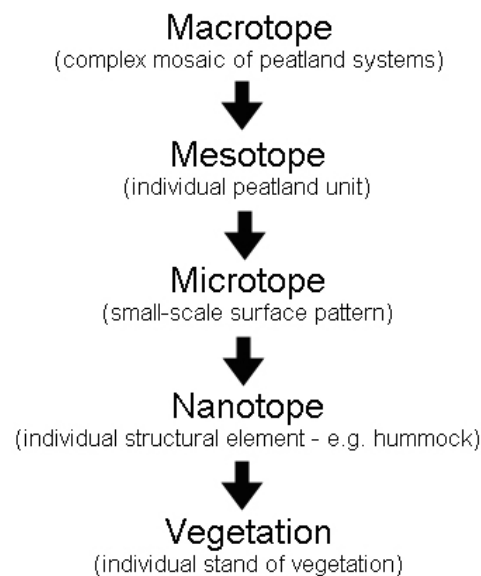 Macrotope
(complex mosaic of peatland systems)
Mesotope
(individual peatland unit)
Microtope
(small-scale surface pattern)
Nanotope
(individual structural element - e.g. hummock)
Vegetation
(individual stand of vegetation)